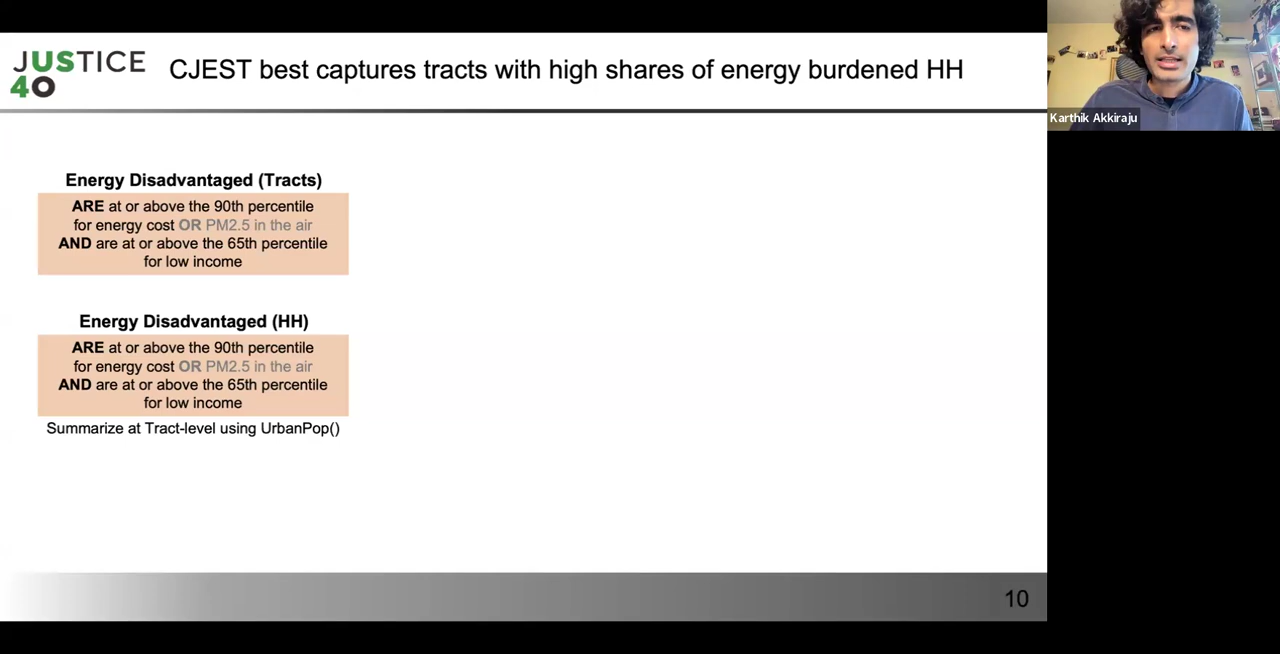 JUSTICE
40
CJEST best captures tracts with high shares of energy burdened HH
Karthik Akkiraju
Energy Disadvantaged (Tracts)
ARE at or above the 90th percentile
for energy cost OR PM2.5 in the air
AND are at or above the 65th percentile
for low income
Energy Disadvantaged (HH)
ARE at or above the 90th percentile
for energy cost OR PM2.5 in the air
AND are at or above the 65th percentile
for low income
Summarize at Tract-level using UrbanPop()
10